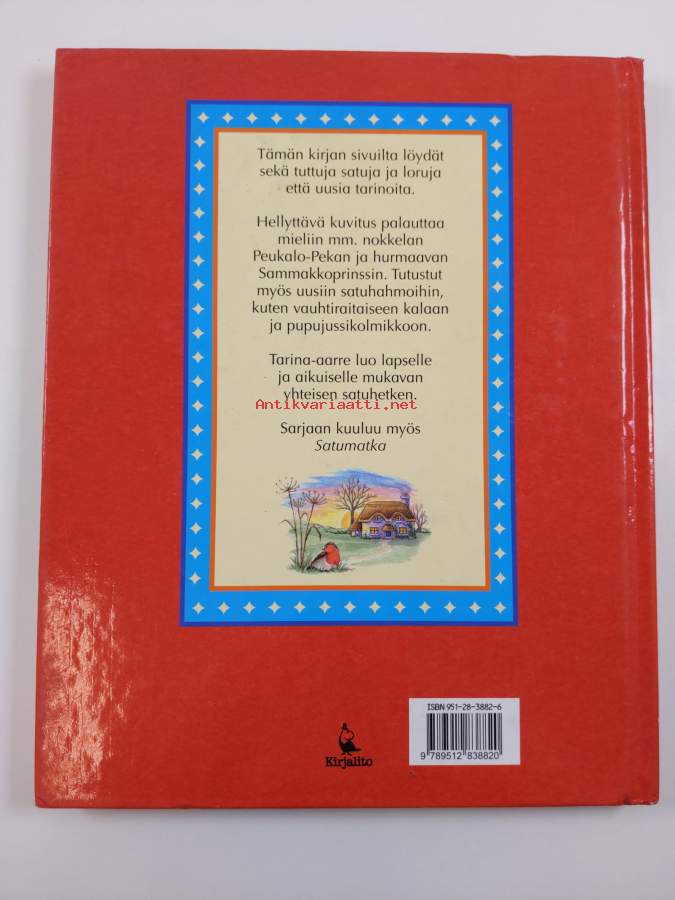 Tämän kirjan sivuilta löydät
sekä tuttuja satuja ja loruja
että uusia tarinoita.
Hellyttävä kuvitus palauttaa
mieliin mm. nokkelan
Peukalo-Pekan ja hurmaavan
Sammakkoprinssin. Tutustut
myös uusiin satuhahmoihin,
kuten vauhtiraitaiseen kalaan
ja pupujussikolmikkoon.
Tarina-aarre luo lapselle
ja aikuiselle mukavan
yhteisen satuhetken.
Antikvariaatti.net
Sarjaan kuuluu myös
Satumatka
ISBN 951-28-3882-6
9 789512 838820
Kirjalito